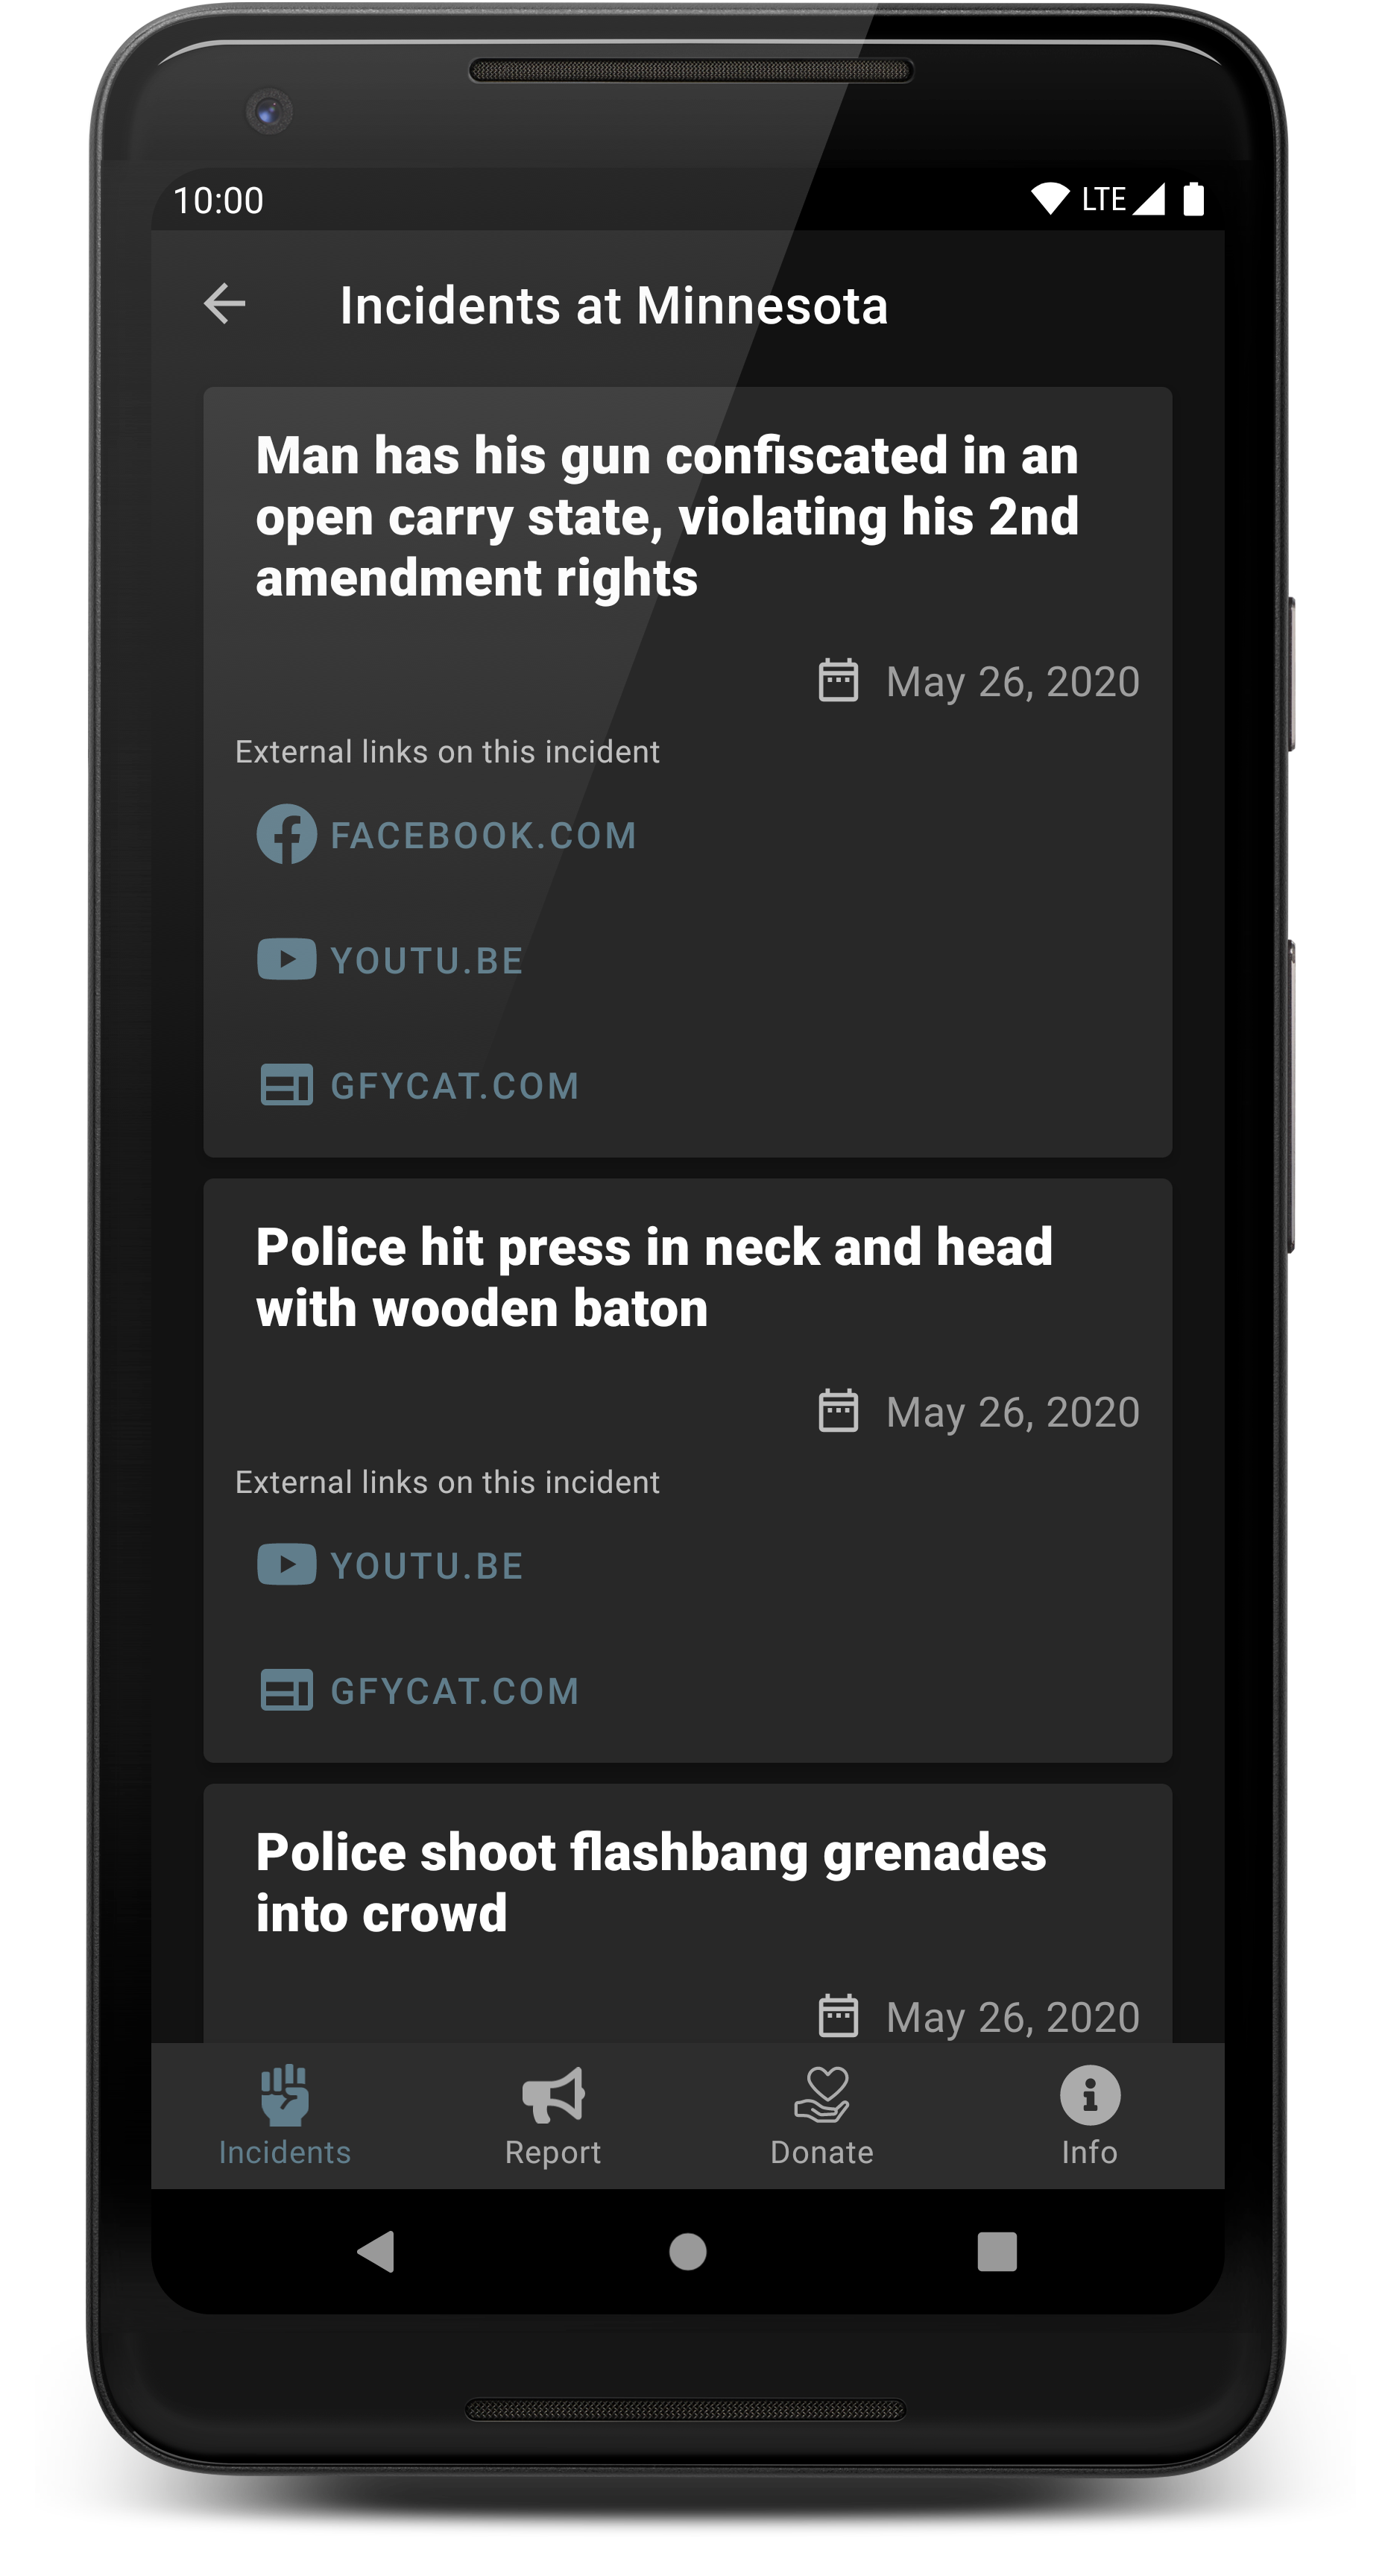 10:00
LTE
Incidents at Minnesota
Man has his gun confiscated in an
open carry state, violating his 2nd
amendment rights
May 26, 2020
External links on this incident
FACEBOOK.COM
YOUTU.BE
GFYCAT.COM
Police hit press in neck and head
with wooden baton
May 26, 2020
External links on this incident
YOUTU.BE
GFYCAT.COM
Police shoot flashbang grenades
into crowd
May 26, 2020
Incidents
Report
Donate
Info